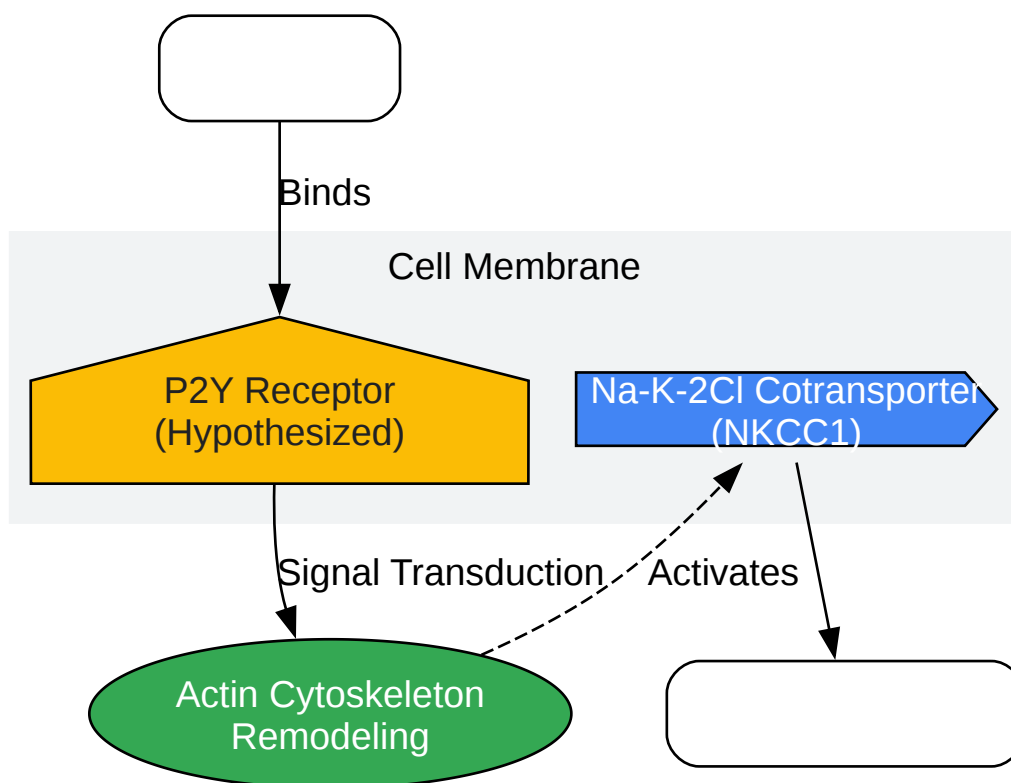 Binds
Cell Membrane
P2Y Receptor
(Hypothesized)
Na-K-2Cl Cotransporter
(NKCC1)
Signal Transduction
Activates
Actin Cytoskeleton
Remodeling